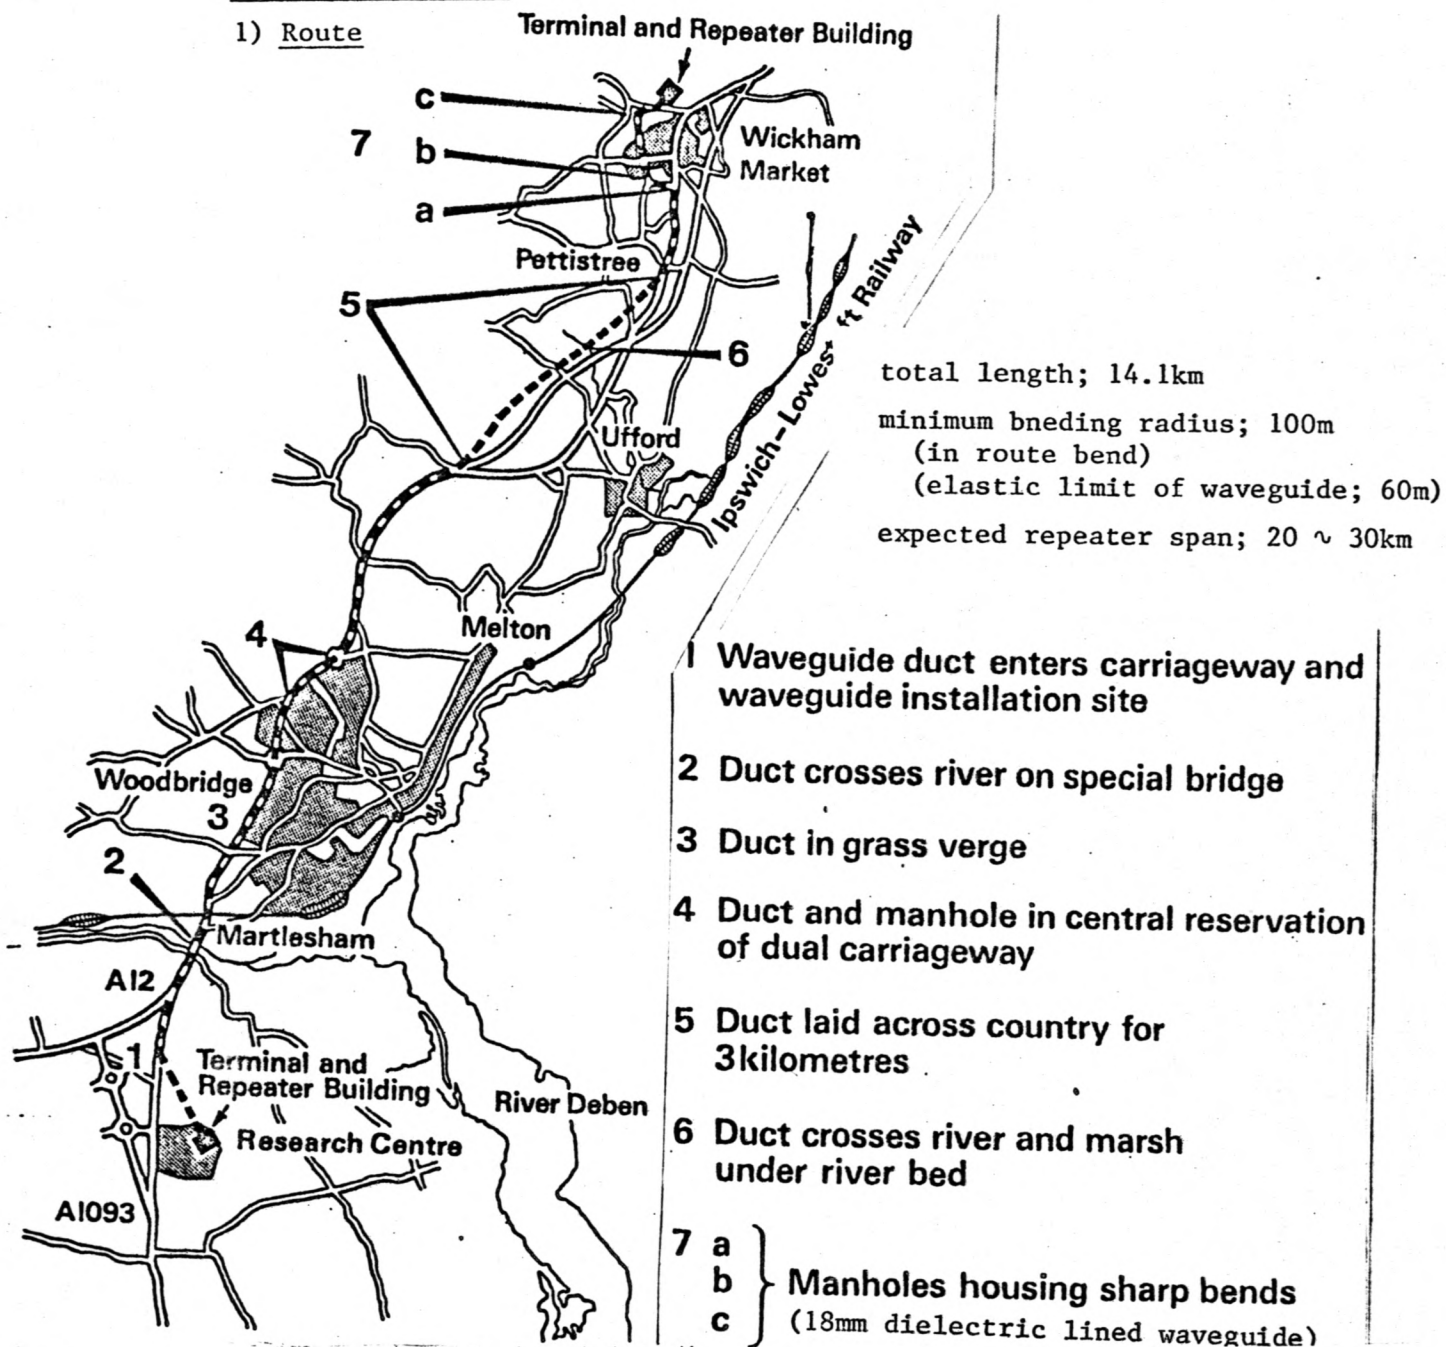 1) Route
Terminal and Repeater Building
c
7
b
a
Wickham
Market
Pettistree
5
6
Ipswich – Lowest ft Railway
Ufford
total length; 14.1km
minimum bneding radius; 100m
(in route bend)
(elastic limit of waveguide; 60m)
expected repeater span; 20 ~ 30km
4
Melton
Woodbridge
3
2
Martlesham
A12
1
Terminal and
Repeater Building
Research Centre
River Deben
A1093
1 Waveguide duct enters carriageway and
waveguide installation site
2 Duct crosses river on special bridge
3 Duct in grass verge
4 Duct and manhole in central reservation
of dual carriageway
5 Duct laid across country for
3kilometres
6 Duct crosses river and marsh
under river bed
7 a
b
c
Manholes housing sharp bends
(18mm dielectric lined waveguide)